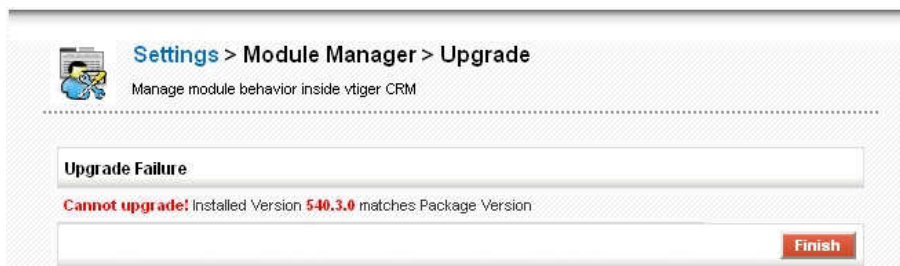 Settings > Module Manager > Upgrade
Manage module behavior inside vtiger CRM
Upgrade Failure
Cannot upgrade! Installed Version 540.3.0 matches Package Version
Finish